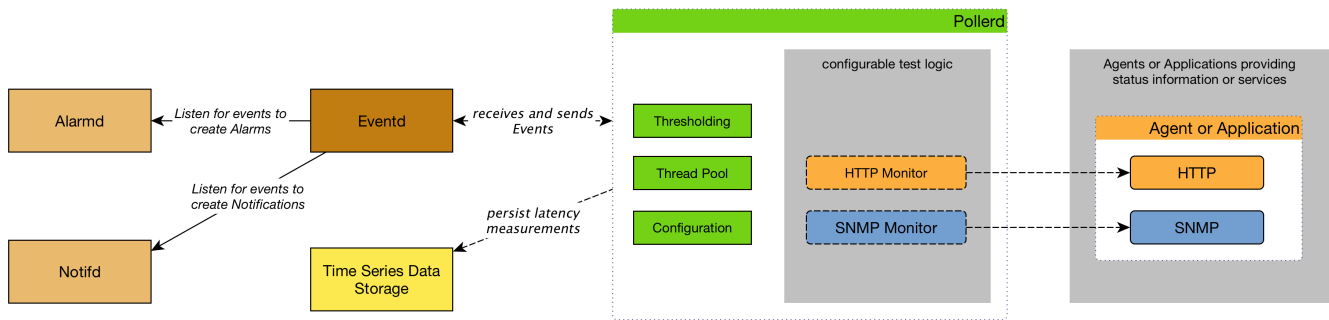 Pollerd
configurable test logic
Agents or Applications providing
status information or services
Alarmd
Listen for events to
create Alarms
Eventd
receives and sends
Events
Thresholding
Agent or Application
Thread Pool
HTTP Monitor
HTTP
Listen for events to
create Notifications
persist latency
measurements
Configuration
SNMP Monitor
SNMP
Notifd
Time Series Data
Storage